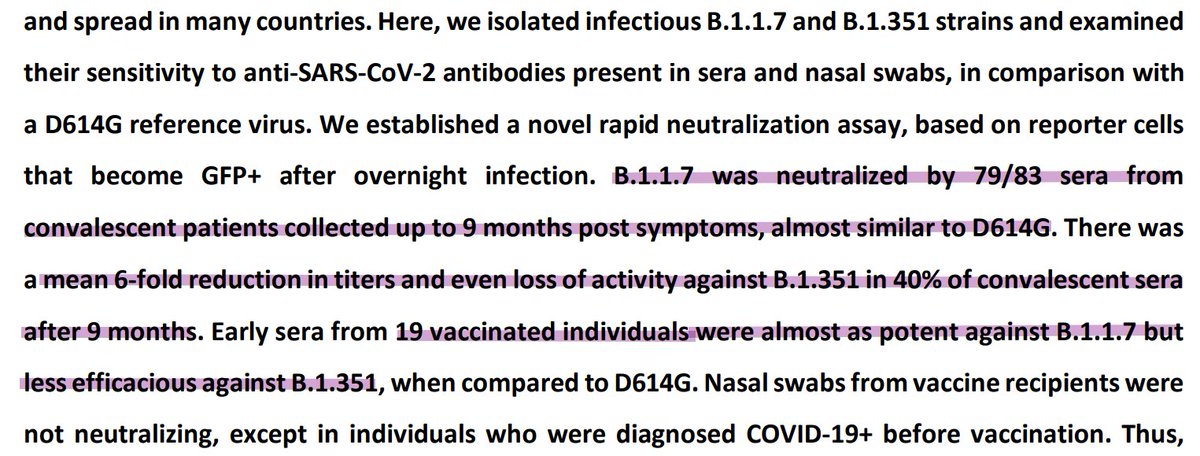 and spread in many countries. Here, we isolated infectious B.1.1.7 and B.1.351 strains and examined
their sensitivity to anti-SARS-CoV-2 antibodies present in sera and nasal swabs, in comparison with
a D614G reference virus. We established a novel rapid neutralization assay, based on reporter cells
that become GFP+ after overnight infection. B.1.1.7 was neutralized by 79/83 sera from
convalescent patients collected up to 9 months post symptoms, almost similar to D614G. There was
a mean 6-fold reduction in titers and even loss of activity against B.1.351 in 40% of convalescent sera
after 9 months. Early sera from 19 vaccinated individuals were almost as potent against B.1.1.7 but
less efficacious against B.1.351, when compared to D614G. Nasal swabs from vaccine recipients were
not neutralizing, except in individuals who were diagnosed COVID-19+ before vaccination. Thus,